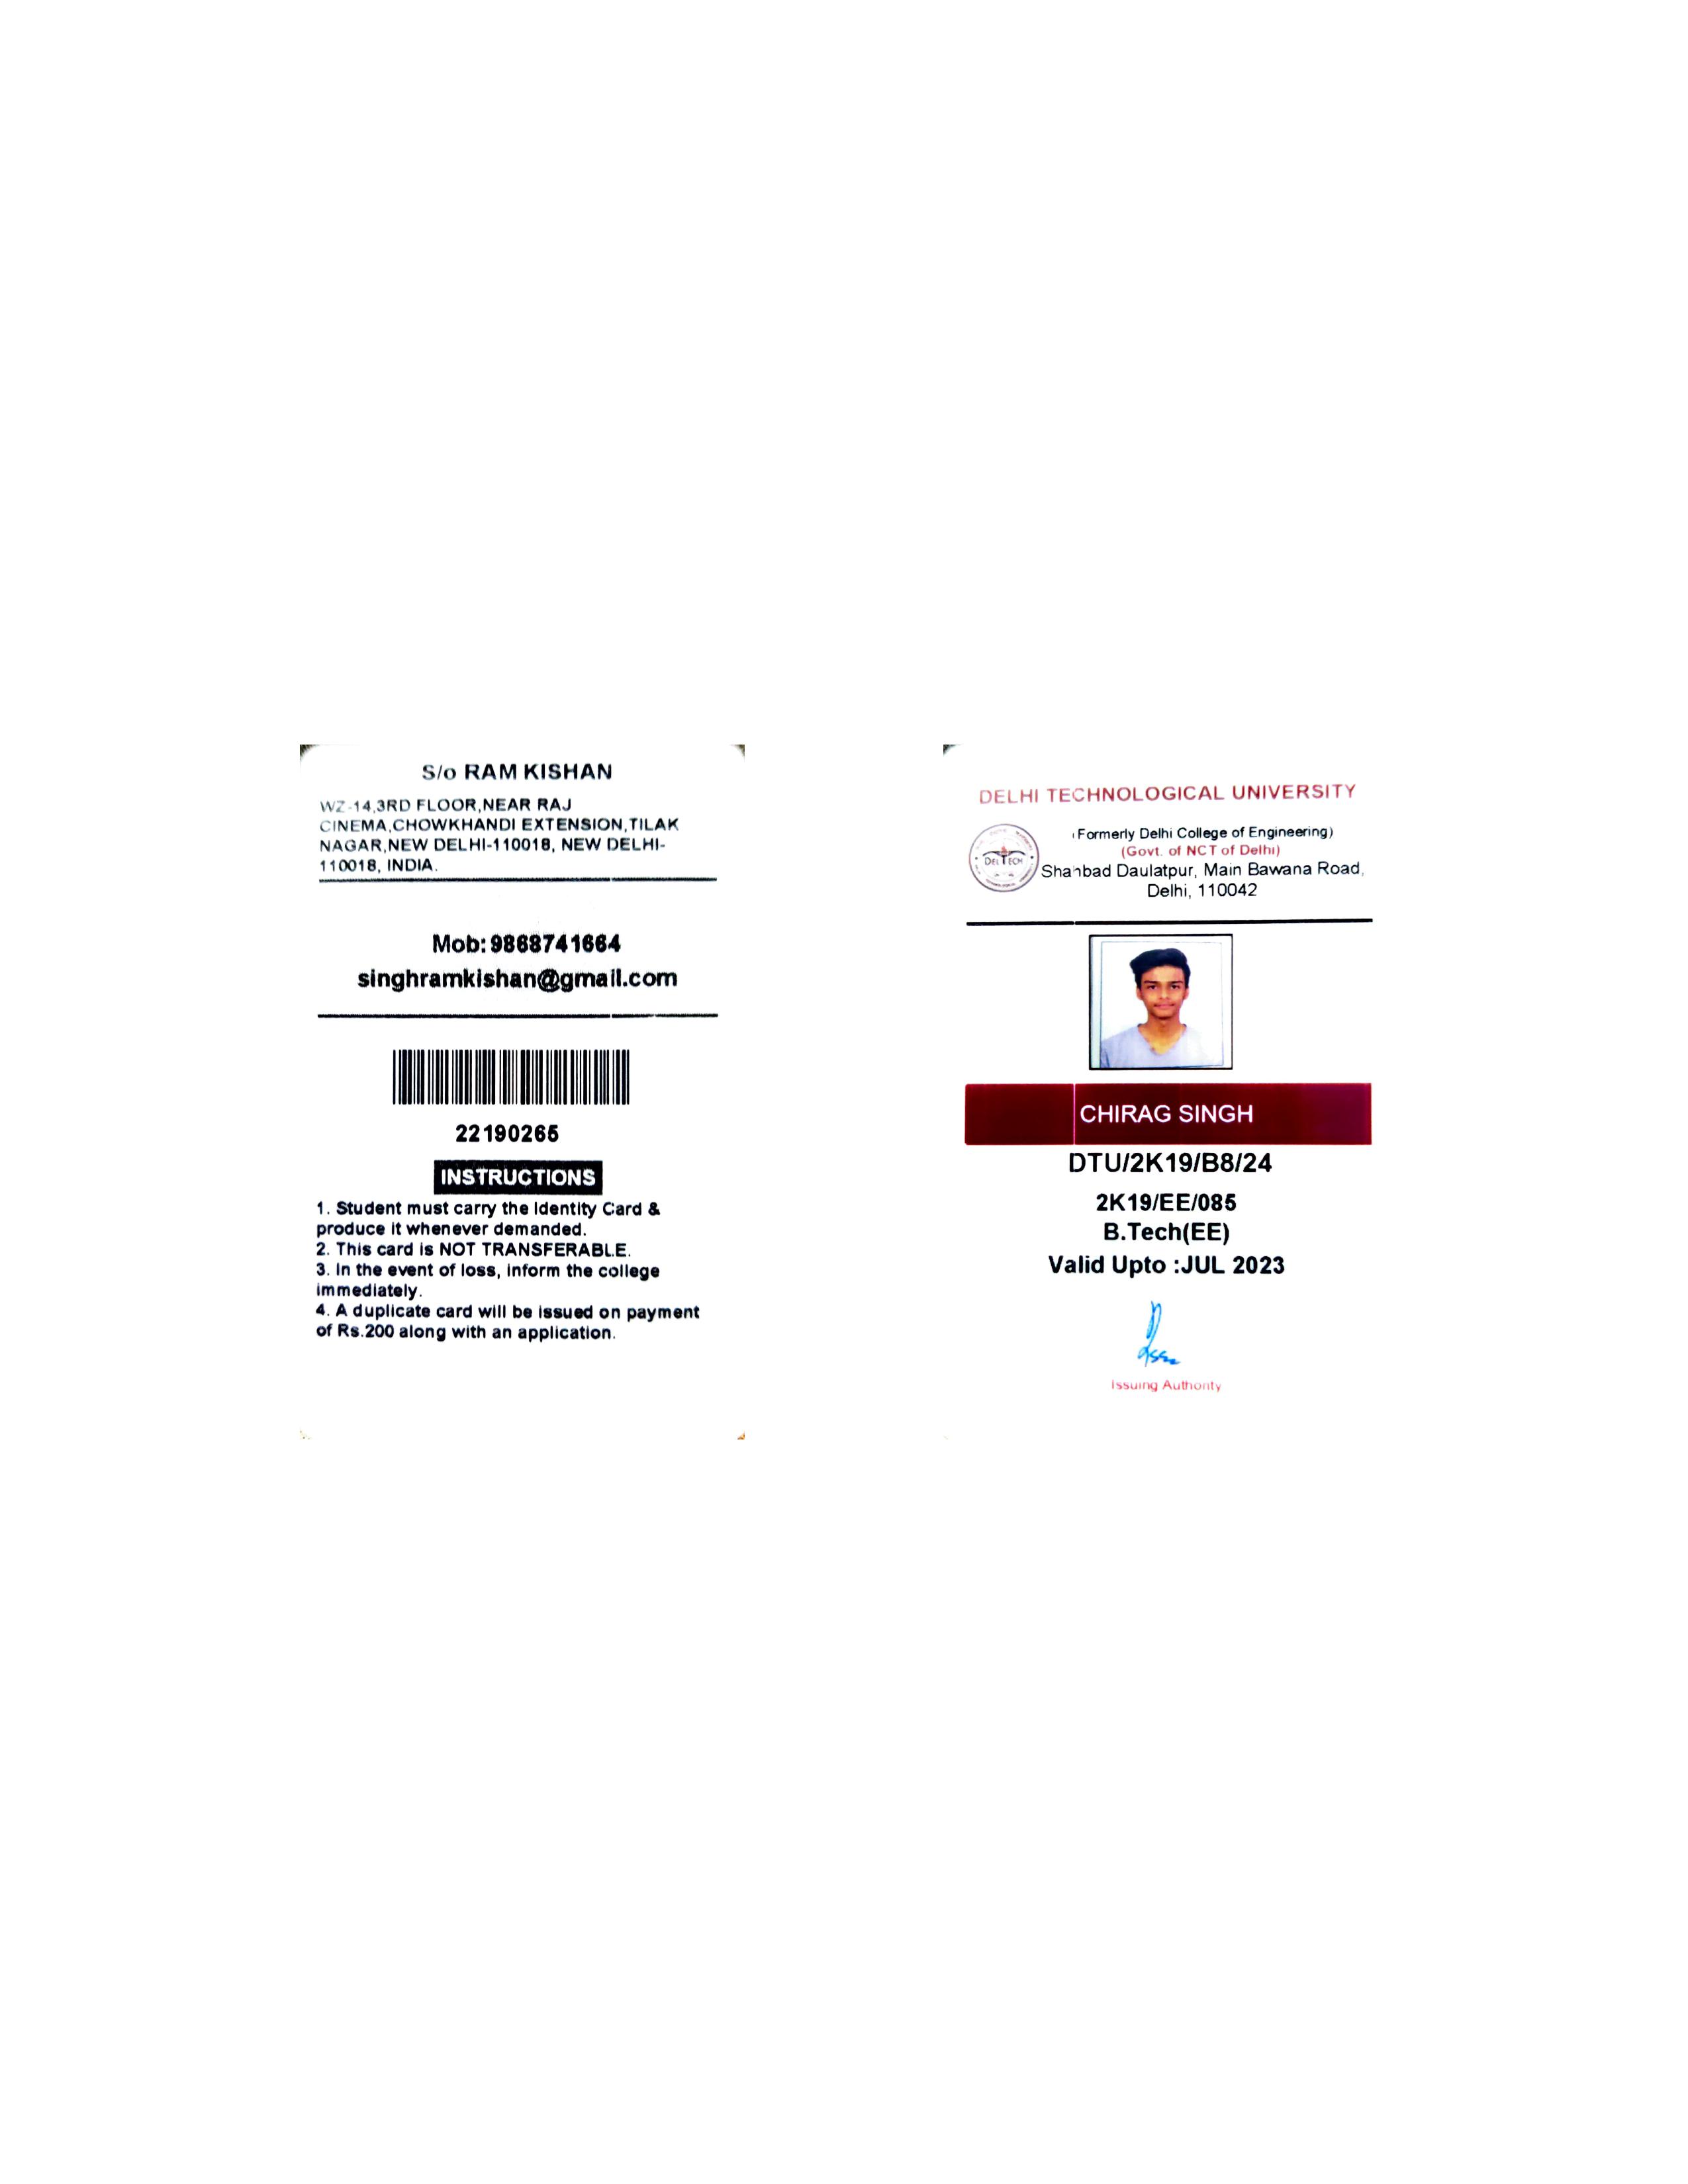 S/o RAM KISHAN
WZ-14,3RD FLOOR,NEAR RAJ
CINEMA,CHOWKHANDI EXTENSION,TILAK
NAGAR,NEW DELHI-110018, NEW DELHI-
110018, INDIA.
Mob: 9868741664
singhramkishan@gmail.com
22190265
INSTRUCTIONS
1. Student must carry the Identity Card &
produce it whenever demanded.
2. This card is NOT TRANSFERABLE.
3. In the event of loss, inform the college
immediately.
4. A duplicate card will be issued on payment
of Rs.200 along with an application.
DELHI TECHNOLOGICAL UNIVERSITY
(Formerly Delhi College of Engineering)
(Govt. of NCT of Delhi)
DELTECH
Shahbad Daulatpur, Main Bawana Road,
Delhi, 110042
CHIRAG SINGH
DTU/2K19/B8/24
2K19/EE/085
B.Tech(EE)
Valid Upto :JUL 2023
Issuing Authority